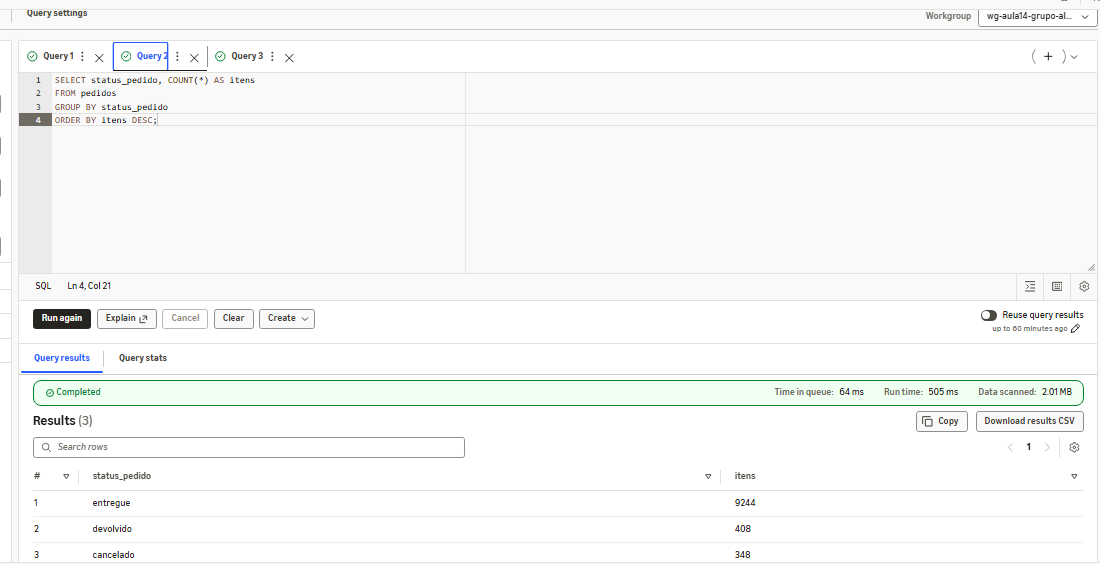 Query settings
Workgroup wg-aula14-grupo-al...
Query 1 Query 2 Query 3
1 SELECT status_pedido, COUNT(*) AS itens
2 FROM pedidos
3 GROUP BY status_pedido
4 ORDER BY itens DESC;
SQL Ln 4, Col 21
Run again Explain Cancel Clear Create
Reuse query results
up to 60 minutes ago
Query results Query stats
Completed Time in queue: 64 ms Run time: 505 ms Data scanned: 2.01 MB
Results (3) Copy Download results CSV
Search rows 1
# status_pedido itens
1 entregue 9244
2 devolvido 408
3 cancelado 348